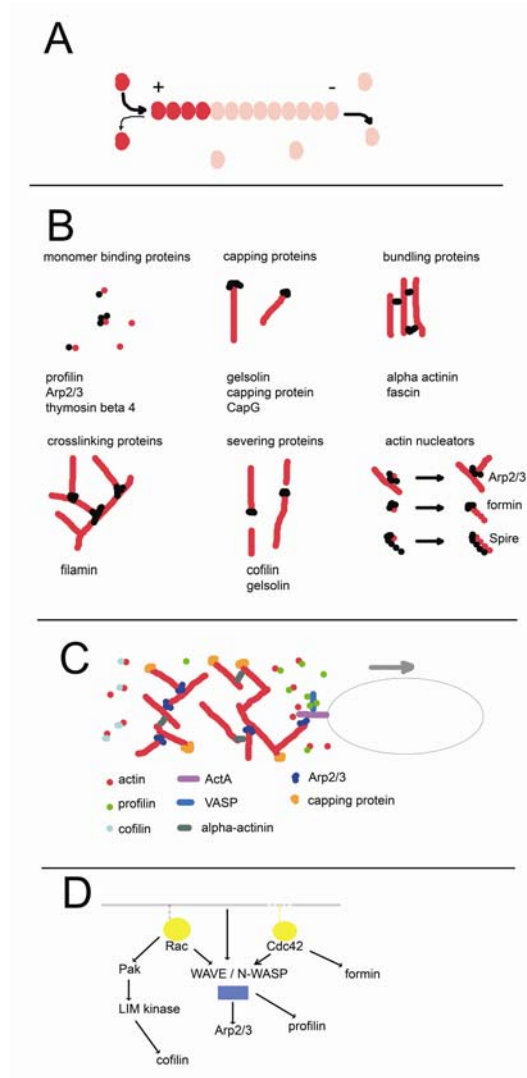 A
+ -
B
monomer binding proteins
capping proteins
bundling proteins
profilin
Arp2/3
thymosin beta 4
gelsolin
capping protein
CapG
alpha actinin
fascin
crosslinking proteins
severing proteins
actin nucleators
filamin
cofilin
gelsolin
Arp2/3
formin
Spire
C
actin
profilin
cofilin
ActA
VASP
alpha-actinin
Arp2/3
capping protein
D
Rac
Cdc42
Pak
WAVE / N-WASP
formin
LIM kinase
Arp2/3
profilin
cofilin